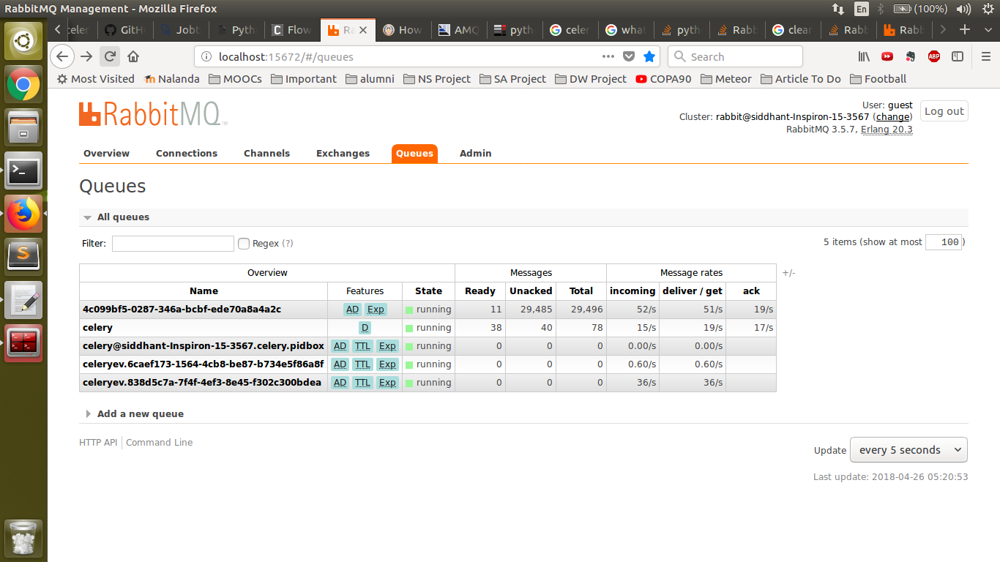 RabbitMQ Management - Mozilla Firefox En (100%)
celer GitH Jobt Pyth Flow Ra How AMQ pyth celer what pyth Rabb clear Rabb Rabb
localhost:15672/#/queues Search ABP
Most Visited Nalanda MOOCs Important alumni NS Project SA Project DW Project COPA90 Meteor Article To Do Football
RabbitMQ TM
User: guest
Cluster: rabbit@siddhant-Inspiron-15-3567 (change)
RabbitMQ 3.5.7, Erlang 20.3
Log out
Overview Connections Channels Exchanges Queues Admin
Queues
All queues
Filter: Regex (?) 5 items (show at most 100 )
Overview Messages Message rates +/-
Name Features State Ready Unacked Total incoming deliver / get ack
4c099bf5-0287-346a-bcbf-ede70a8a4a2c AD Exp running 11 29,485 29,496 52/s 51/s 19/s
celery D running 38 40 78 15/s 19/s 17/s
celery@siddhant-Inspiron-15-3567.celery.pidbox AD TTL Exp running 0 0 0 0.00/s 0.00/s
celeryev.6caef173-1564-4cb8-be87-b734e5f86a8f AD TTL Exp running 0 0 0 0.60/s 0.60/s
celeryev.838d5c7a-7f4f-4ef3-8e45-f302c300bdea AD TTL Exp running 0 0 0 36/s 36/s
Add a new queue
HTTP API Command Line
Update every 5 seconds
Last update: 2018-04-26 05:20:53